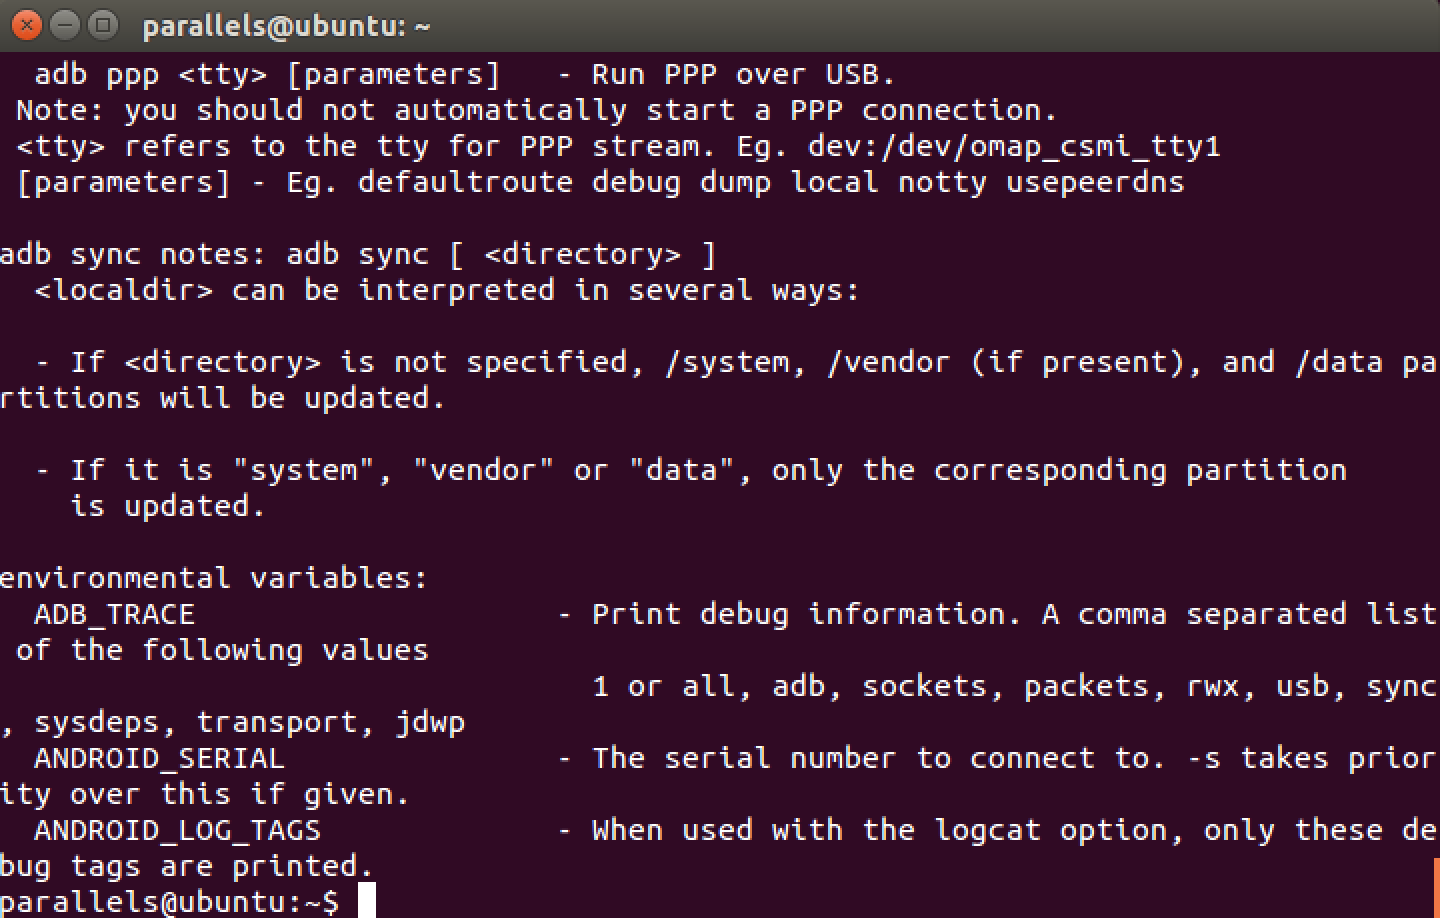 parallels@ubuntu: ~
adb ppp <tty> [parameters]   - Run PPP over USB.
Note: you should not automatically start a PPP connection.
<tty> refers to the tty for PPP stream. Eg. dev:/dev/omap_csmi_tty1
[parameters] - Eg. defaultroute debug dump local notty usepeerdns
adb sync notes: adb sync [ <directory> ]
<localdir> can be interpreted in several ways:
- If <directory> is not specified, /system, /vendor (if present), and /data pa
rtitions will be updated.
- If it is "system", "vendor" or "data", only the corresponding partition
is updated.
environmental variables:
ADB_TRACE                    - Print debug information. A comma separated list
of the following values
1 or all, adb, sockets, packets, rwx, usb, sync
, sysdeps, transport, jdwp
ANDROID_SERIAL               - The serial number to connect to. -s takes prior
ity over this if given.
ANDROID_LOG_TAGS             - When used with the logcat option, only these de
bug tags are printed.
parallels@ubuntu:~$